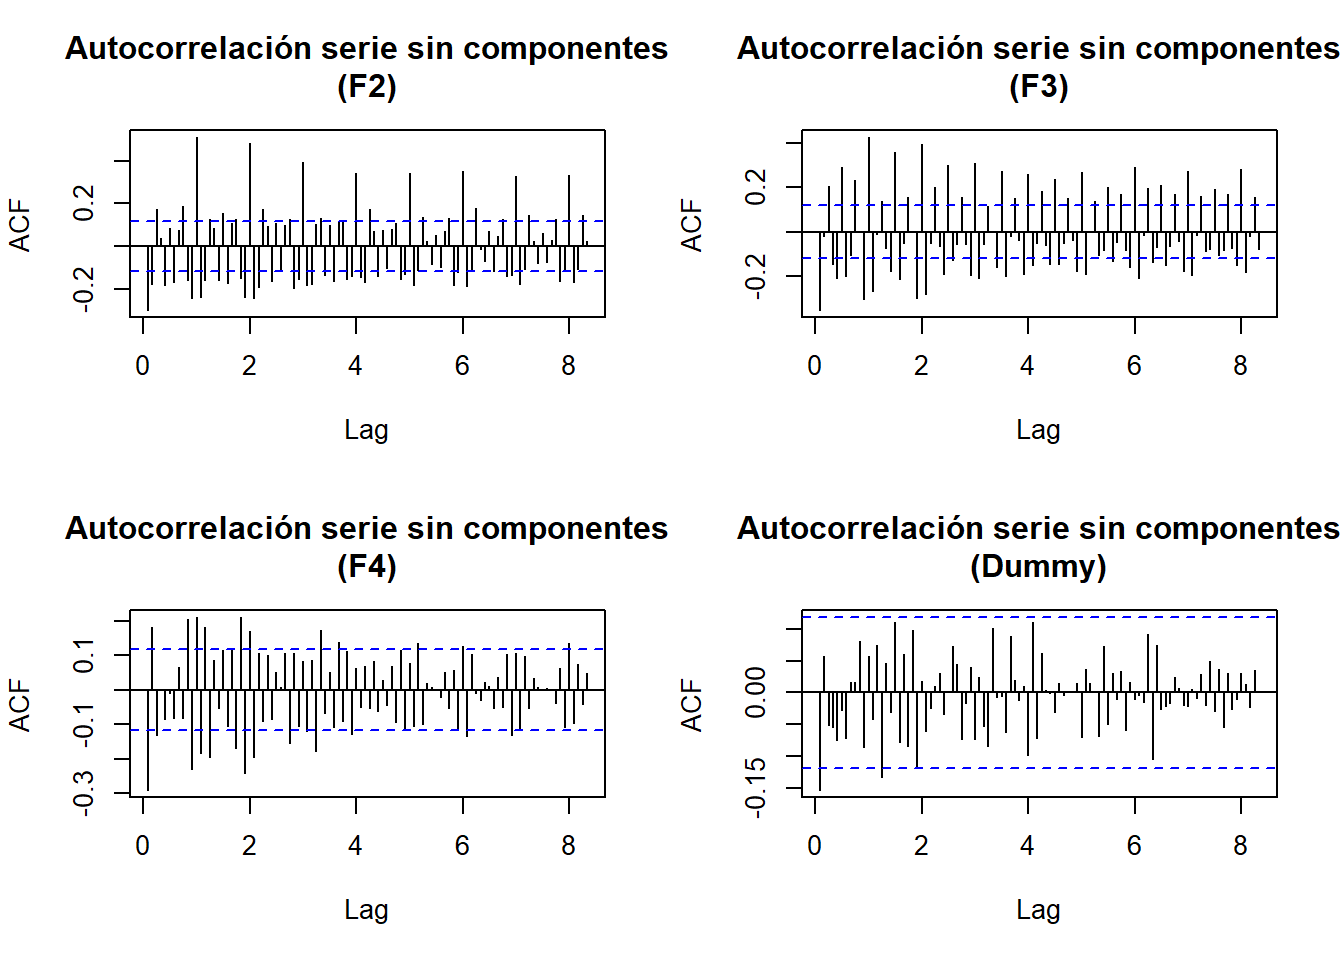 Autocorrelación serie sin componentes
(F2)
ACF
0.2
-0.2
0 2 4 6 8
Lag
Autocorrelación serie sin componentes
(F3)
ACF
0.2
-0.2
0 2 4 6 8
Lag
Autocorrelación serie sin componentes
(F4)
ACF
0.1
-0.1
-0.3
0 2 4 6 8
Lag
Autocorrelación serie sin componentes
(Dummy)
ACF
0.00
-0.15
0 2 4 6 8
Lag